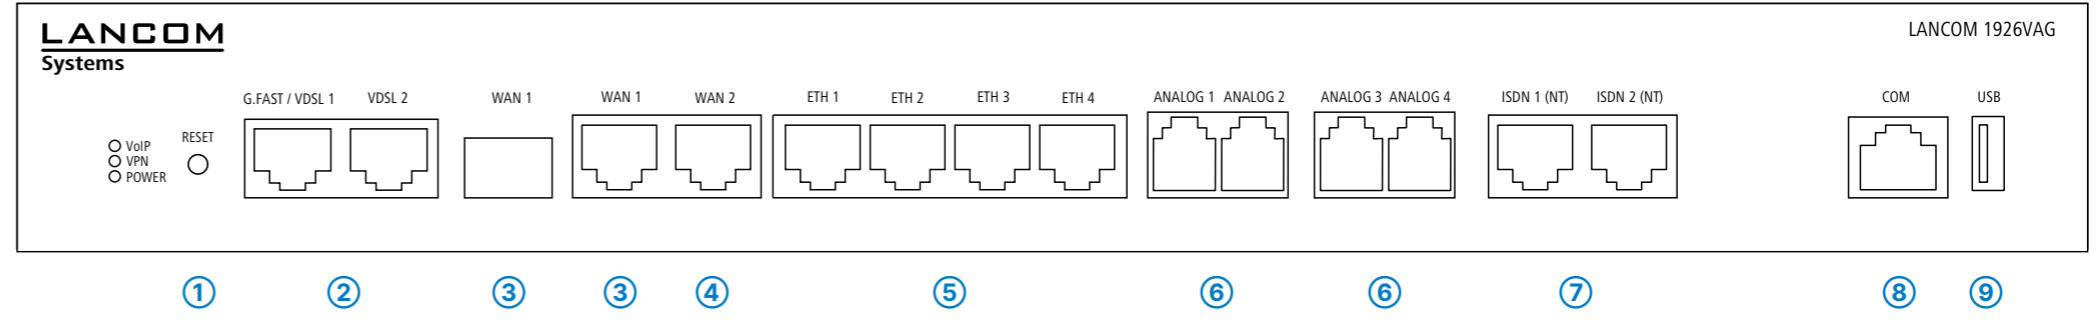 LANCOM
Systems
LANCOM 1926VAG
G.FAST / VDSL 1 VDSL 2 WAN 1 WAN 1 WAN 2 ETH 1 ETH 2 ETH 3 ETH 4 ANALOG 1 ANALOG 2 ANALOG 3 ANALOG 4 ISDN 1 (NT) ISDN 2 (NT) COM USB
RESET
VoIP
VPN
POWER
① ② ③ ③ ④ ⑤ ⑥ ⑥ ⑦ ⑧ ⑨